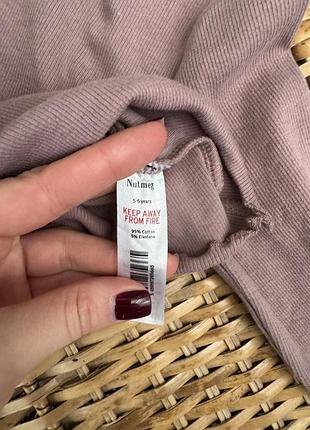 Nutmeg
5-6 years
KEEP AWAY
FROM FIRE
95% Cotton
5% Elastane